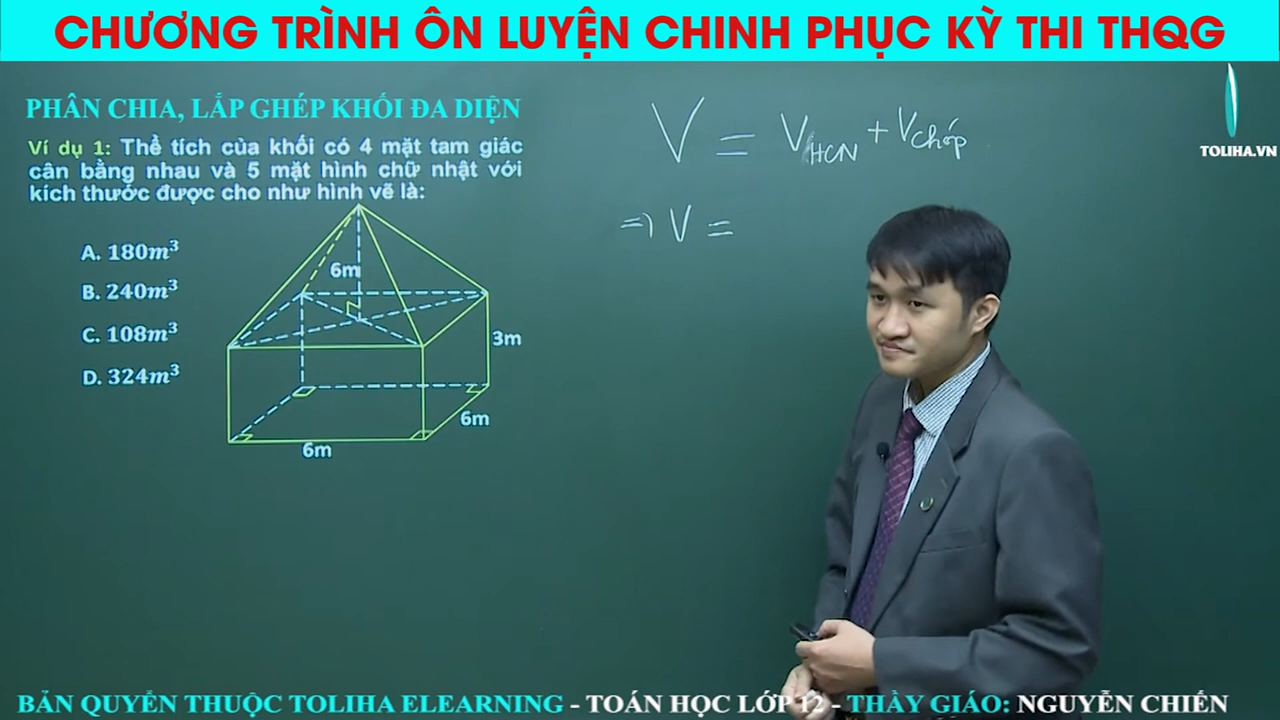 CHƯƠNG TRÌNH ÔN LUYỆN CHINH PHỤC KỲ THI THQG
PHÂN CHIA, LẮP GHÉP KHỐI ĐA DIỆN
Ví dụ 1: Thể tích của khối có 4 mặt tam giác
cân bằng nhau và 5 mặt hình chữ nhật với
kích thước được cho như hình vẽ là:
A. 180m³
B. 240m³
C. 108m³
D. 324m³
6m
3m
6m
6m
V = V HCN + V chóp
=> V =
TOLIHA.VN
BẢN QUYỀN THUỘC TOLIHA ELEARNING - TOÁN HỌC LỚP 12 - THẦY GIÁO: NGUYỄN CHIẾN